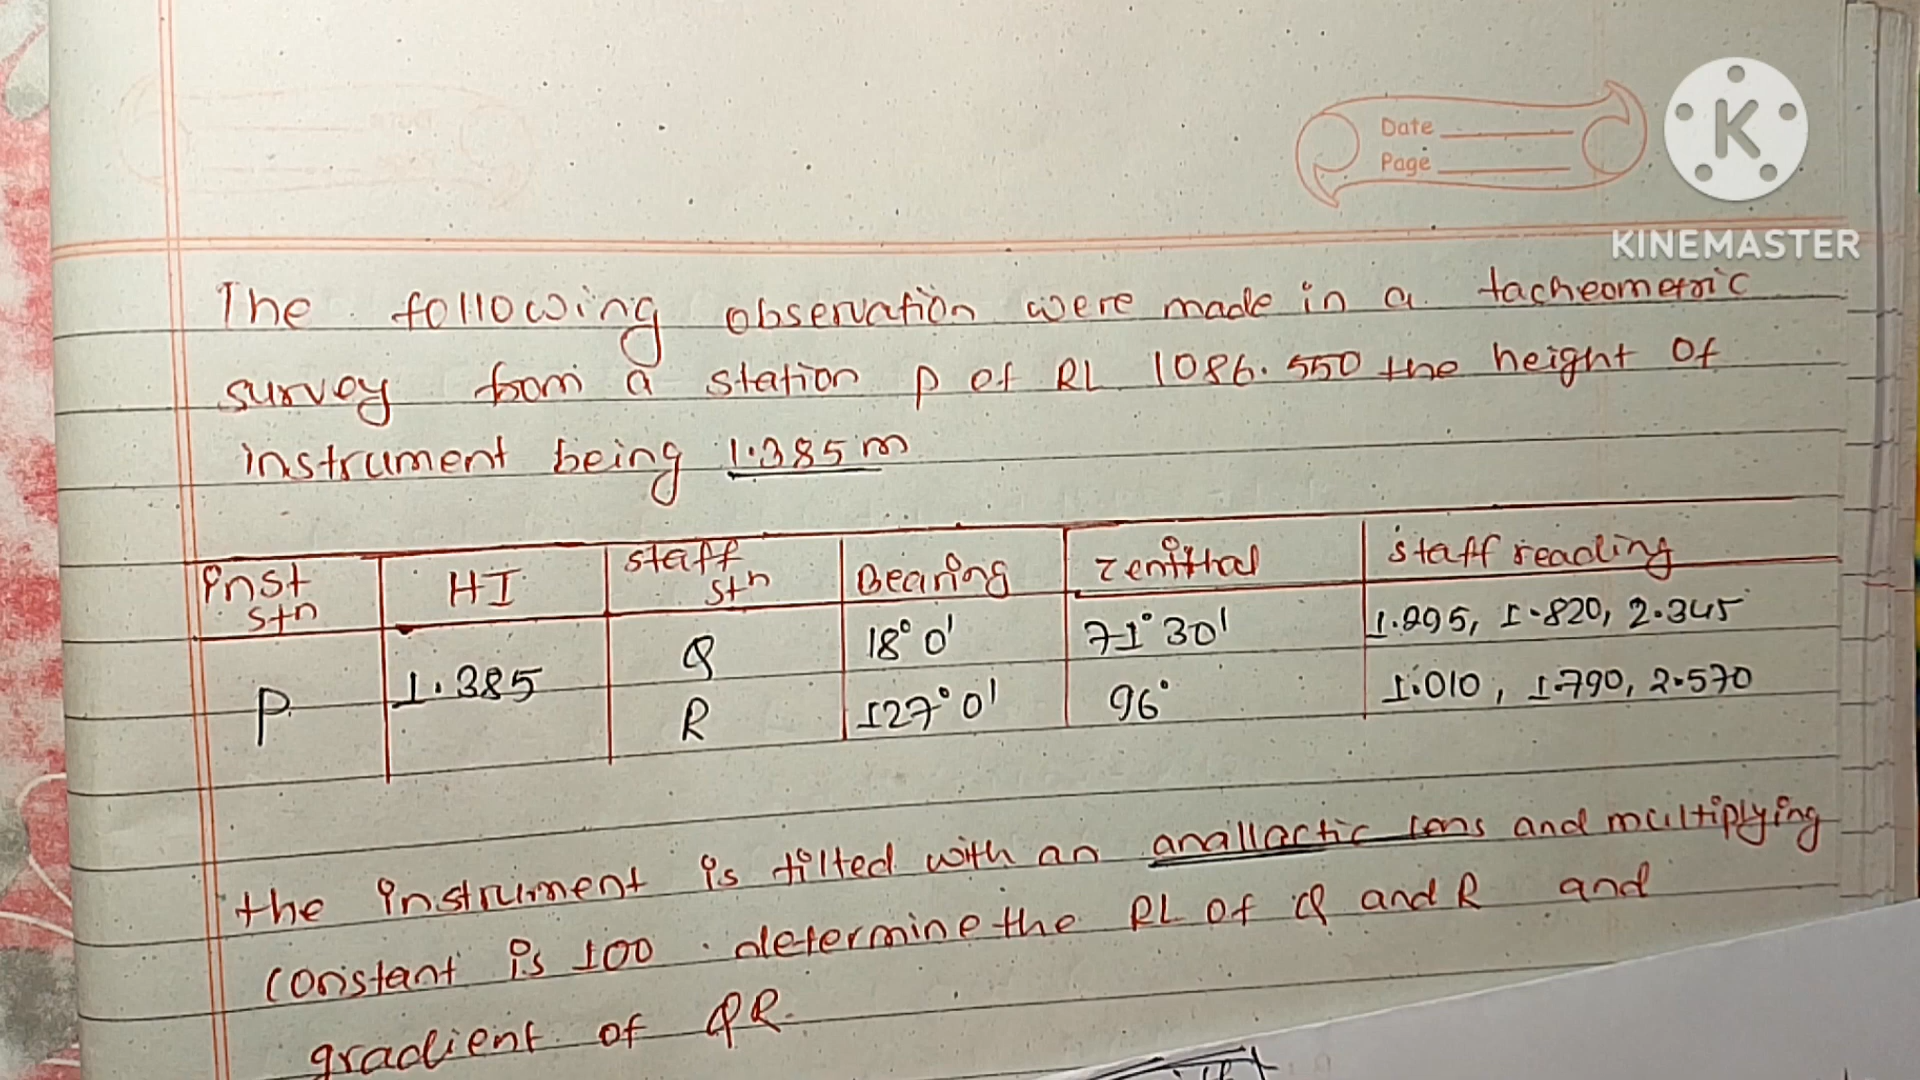 Date
Page
K
KINEMASTER
The following observation were made in a tacheometric
survey from a station P of RL 1086.550 the height of
instrument being 1.385m
inst stn HI staff stn Bearing zenithal staff reading
P 1.385 Q 18°0' 71°30' 1.295, 1.820, 2.345
R 127°0' 96° 1.010, 1.790, 2.570
the instrument is tilted with an anallactic lens and multiplying
constant is 100. determine the RL of Q and R and
gradient of QR.